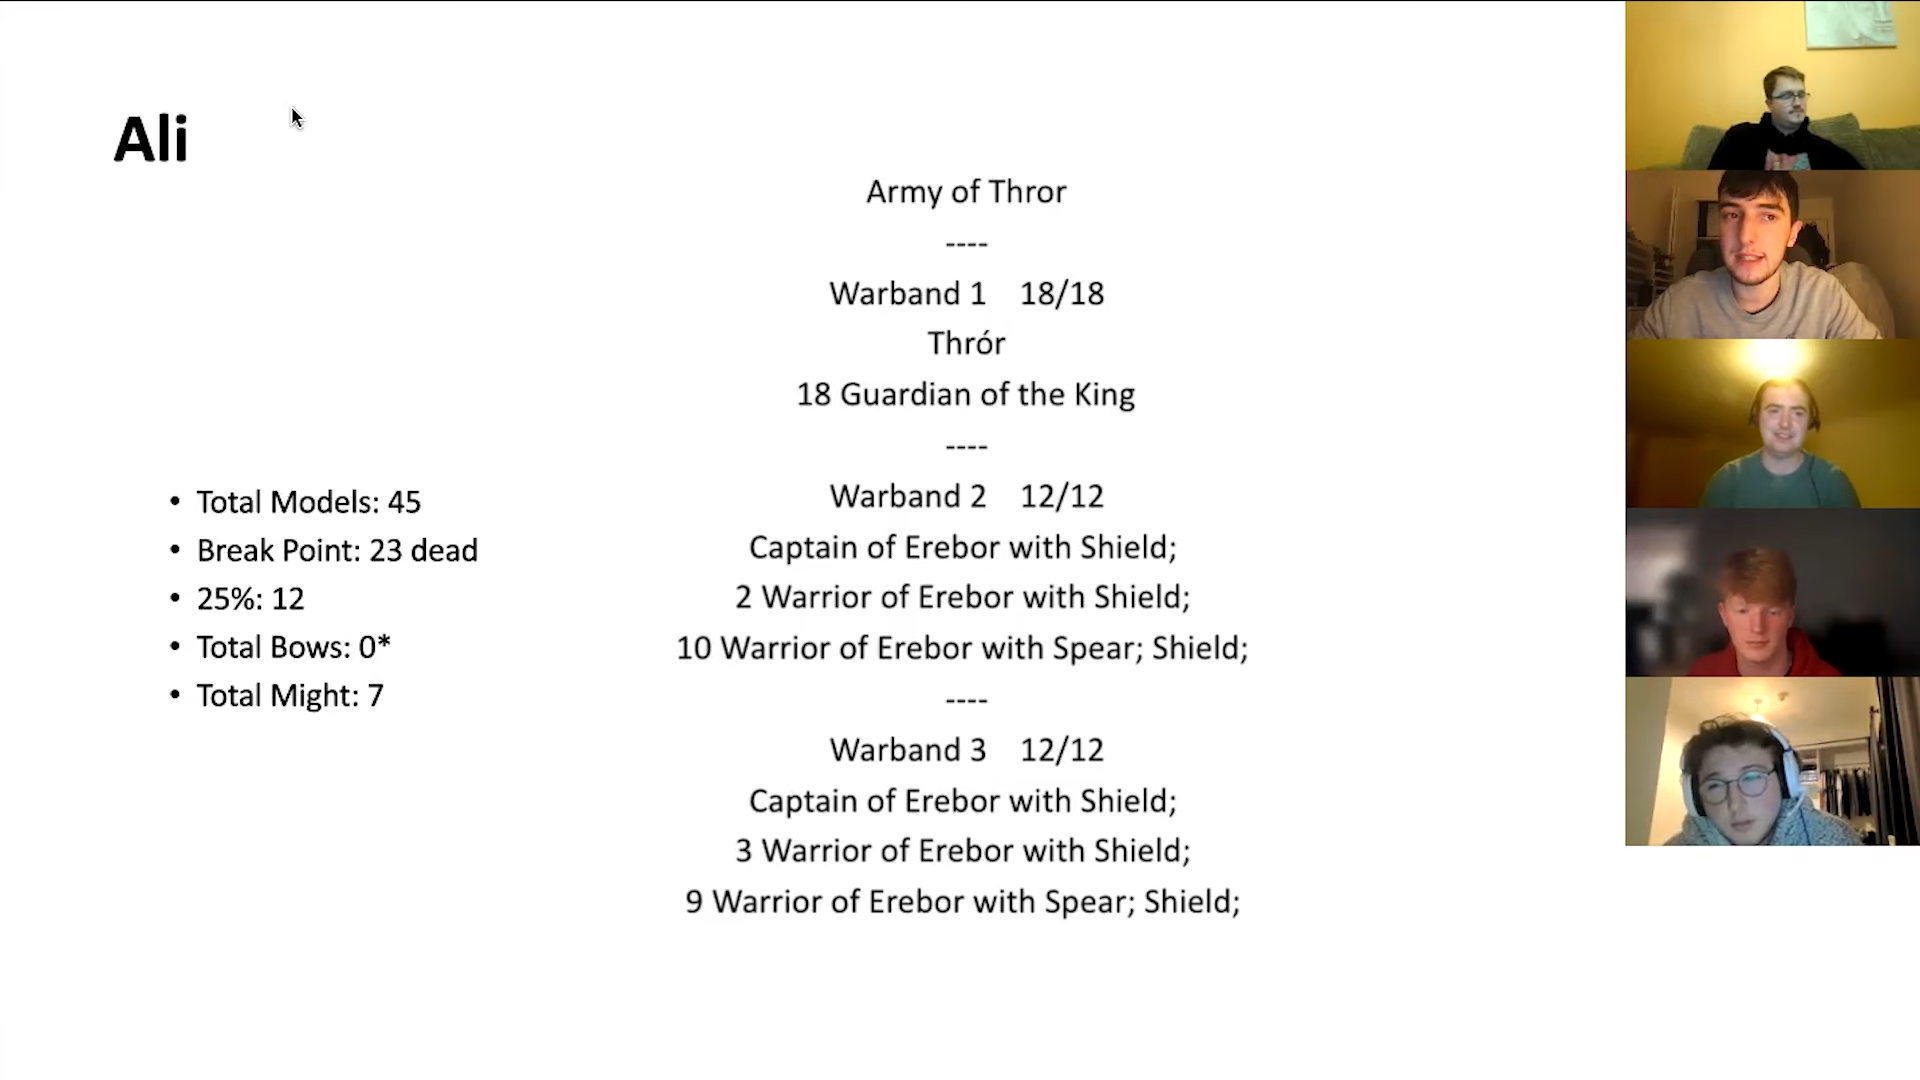 Ali
Army of Thror
----
Warband 1 18/18
Thrór
18 Guardian of the King
----
Warband 2 12/12
Captain of Erebor with Shield;
2 Warrior of Erebor with Shield;
10 Warrior of Erebor with Spear; Shield;
----
Warband 3 12/12
Captain of Erebor with Shield;
3 Warrior of Erebor with Shield;
9 Warrior of Erebor with Spear; Shield;
• Total Models: 45
• Break Point: 23 dead
• 25%: 12
• Total Bows: 0*
• Total Might: 7